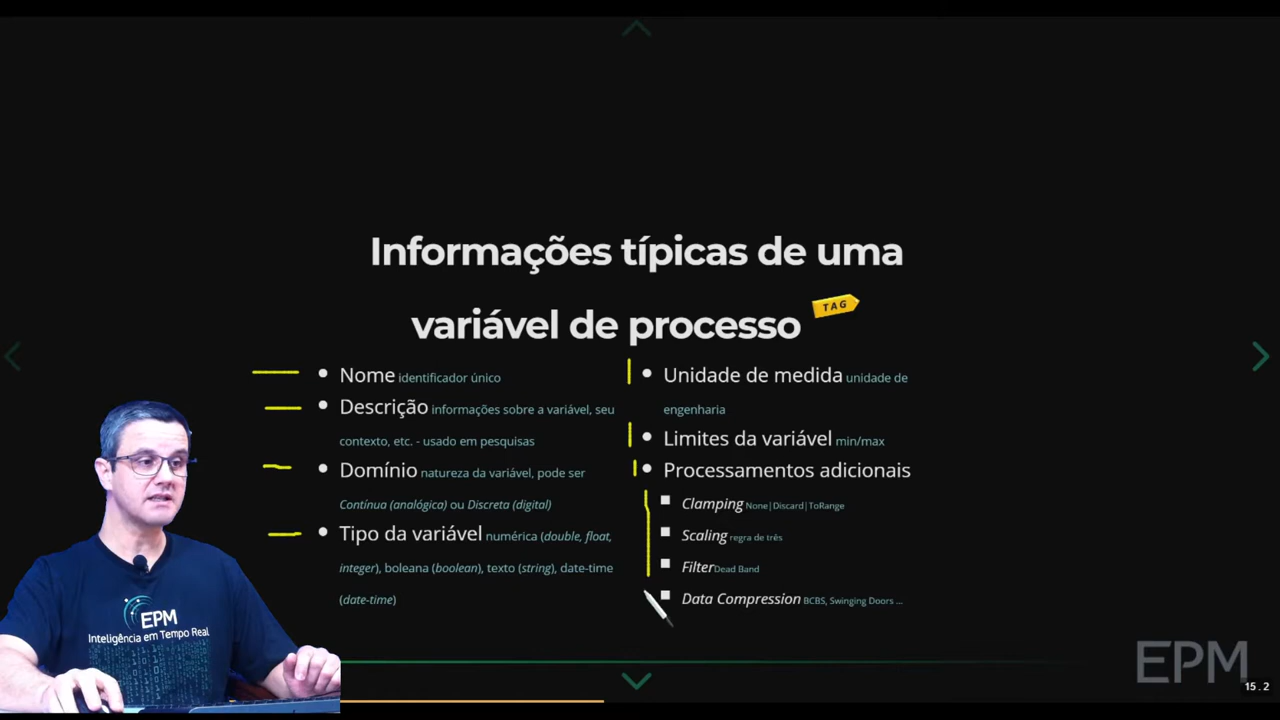 Informações típicas de uma
variável de processo
TAG
Nome identificador único
Descrição informações sobre a variável, seu
contexto, etc. - usado em pesquisas
Domínio natureza da variável, pode ser
Contínua (analógica) ou Discreta (digital)
Tipo da variável numérica (double, float,
integer), boleana (boolean), texto (string), date-time
(date-time)
Unidade de medida unidade de
engenharia
Limites da variável min/max
Processamentos adicionais
Clamping None|Discard|ToRange
Scaling regra de três
FilterDead Band
Data Compression BCBS, Swinging Doors ...
EPM
Inteligência em Tempo Real
EPM
15.2